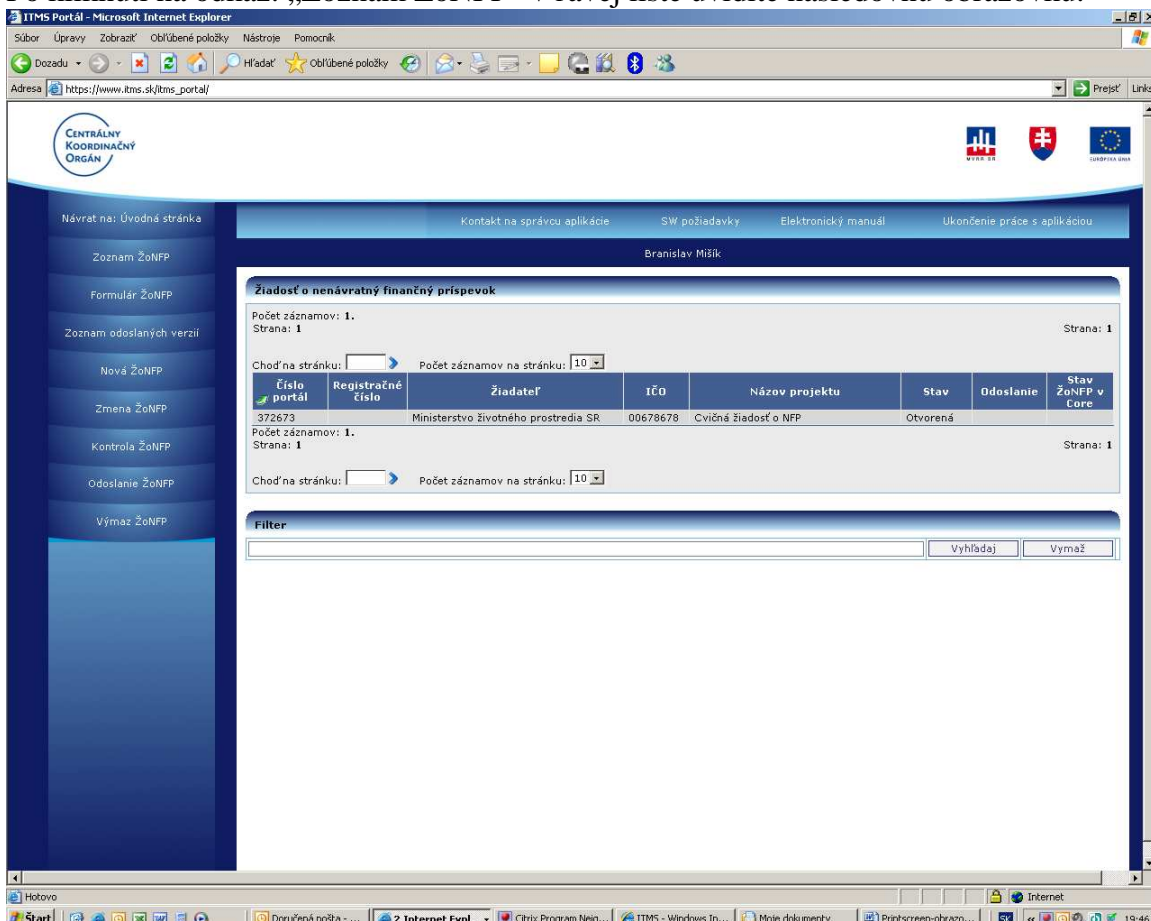 Po kliknutí na odkaz: „Zoznam ŽoNFP" v ľavej lište uvidíte následovnú obrazovku:
ITMS Portál - Microsoft Internet Explorer
Súbor Úpravy Zobraziť Obľúbené položky Nástroje Pomocník
Dozadu Hľadať Obľúbené položky
Adresa https://www.itms.sk/itms_portal/ Prejsť Links
CENTRÁLNY
KOORDINAČNÝ
ORGÁN
MVRR SR EURÓPSKA ÚNIA
Návrat na: Úvodná stránka
Zoznam ŽoNFP
Formulár ŽoNFP
Zoznam odoslaných verzií
Nová ŽoNFP
Zmena ŽoNFP
Kontrola ŽoNFP
Odoslanie ŽoNFP
Výmaz ŽoNFP
Kontakt na správcu aplikácie SW požiadavky Elektronický manuál Ukončenie práce s aplikáciou
Branislav Mišík
Žiadosť o nenávratný finančný príspevok
Počet záznamov: 1.
Strana: 1 Strana: 1
Choď na stránku: Počet záznamov na stránku: 10
Číslo portál Registračné číslo Žiadateľ IČO Názov projektu Stav Odoslanie Stav ŽoNFP v Core
372673 Ministerstvo životného prostredia SR 00678678 Cvičná žiadosť o NFP Otvorená
Počet záznamov: 1.
Strana: 1 Strana: 1
Choď na stránku: Počet záznamov na stránku: 10
Filter
Vyhľadaj Vymaž
Hotovo Internet
Štart Doručená pošta - ... 2 Internet Expl... Citrix Program Neig... ITMS - Windows In... Moje dokumenty Printscreen-obrazo... SK 19:46